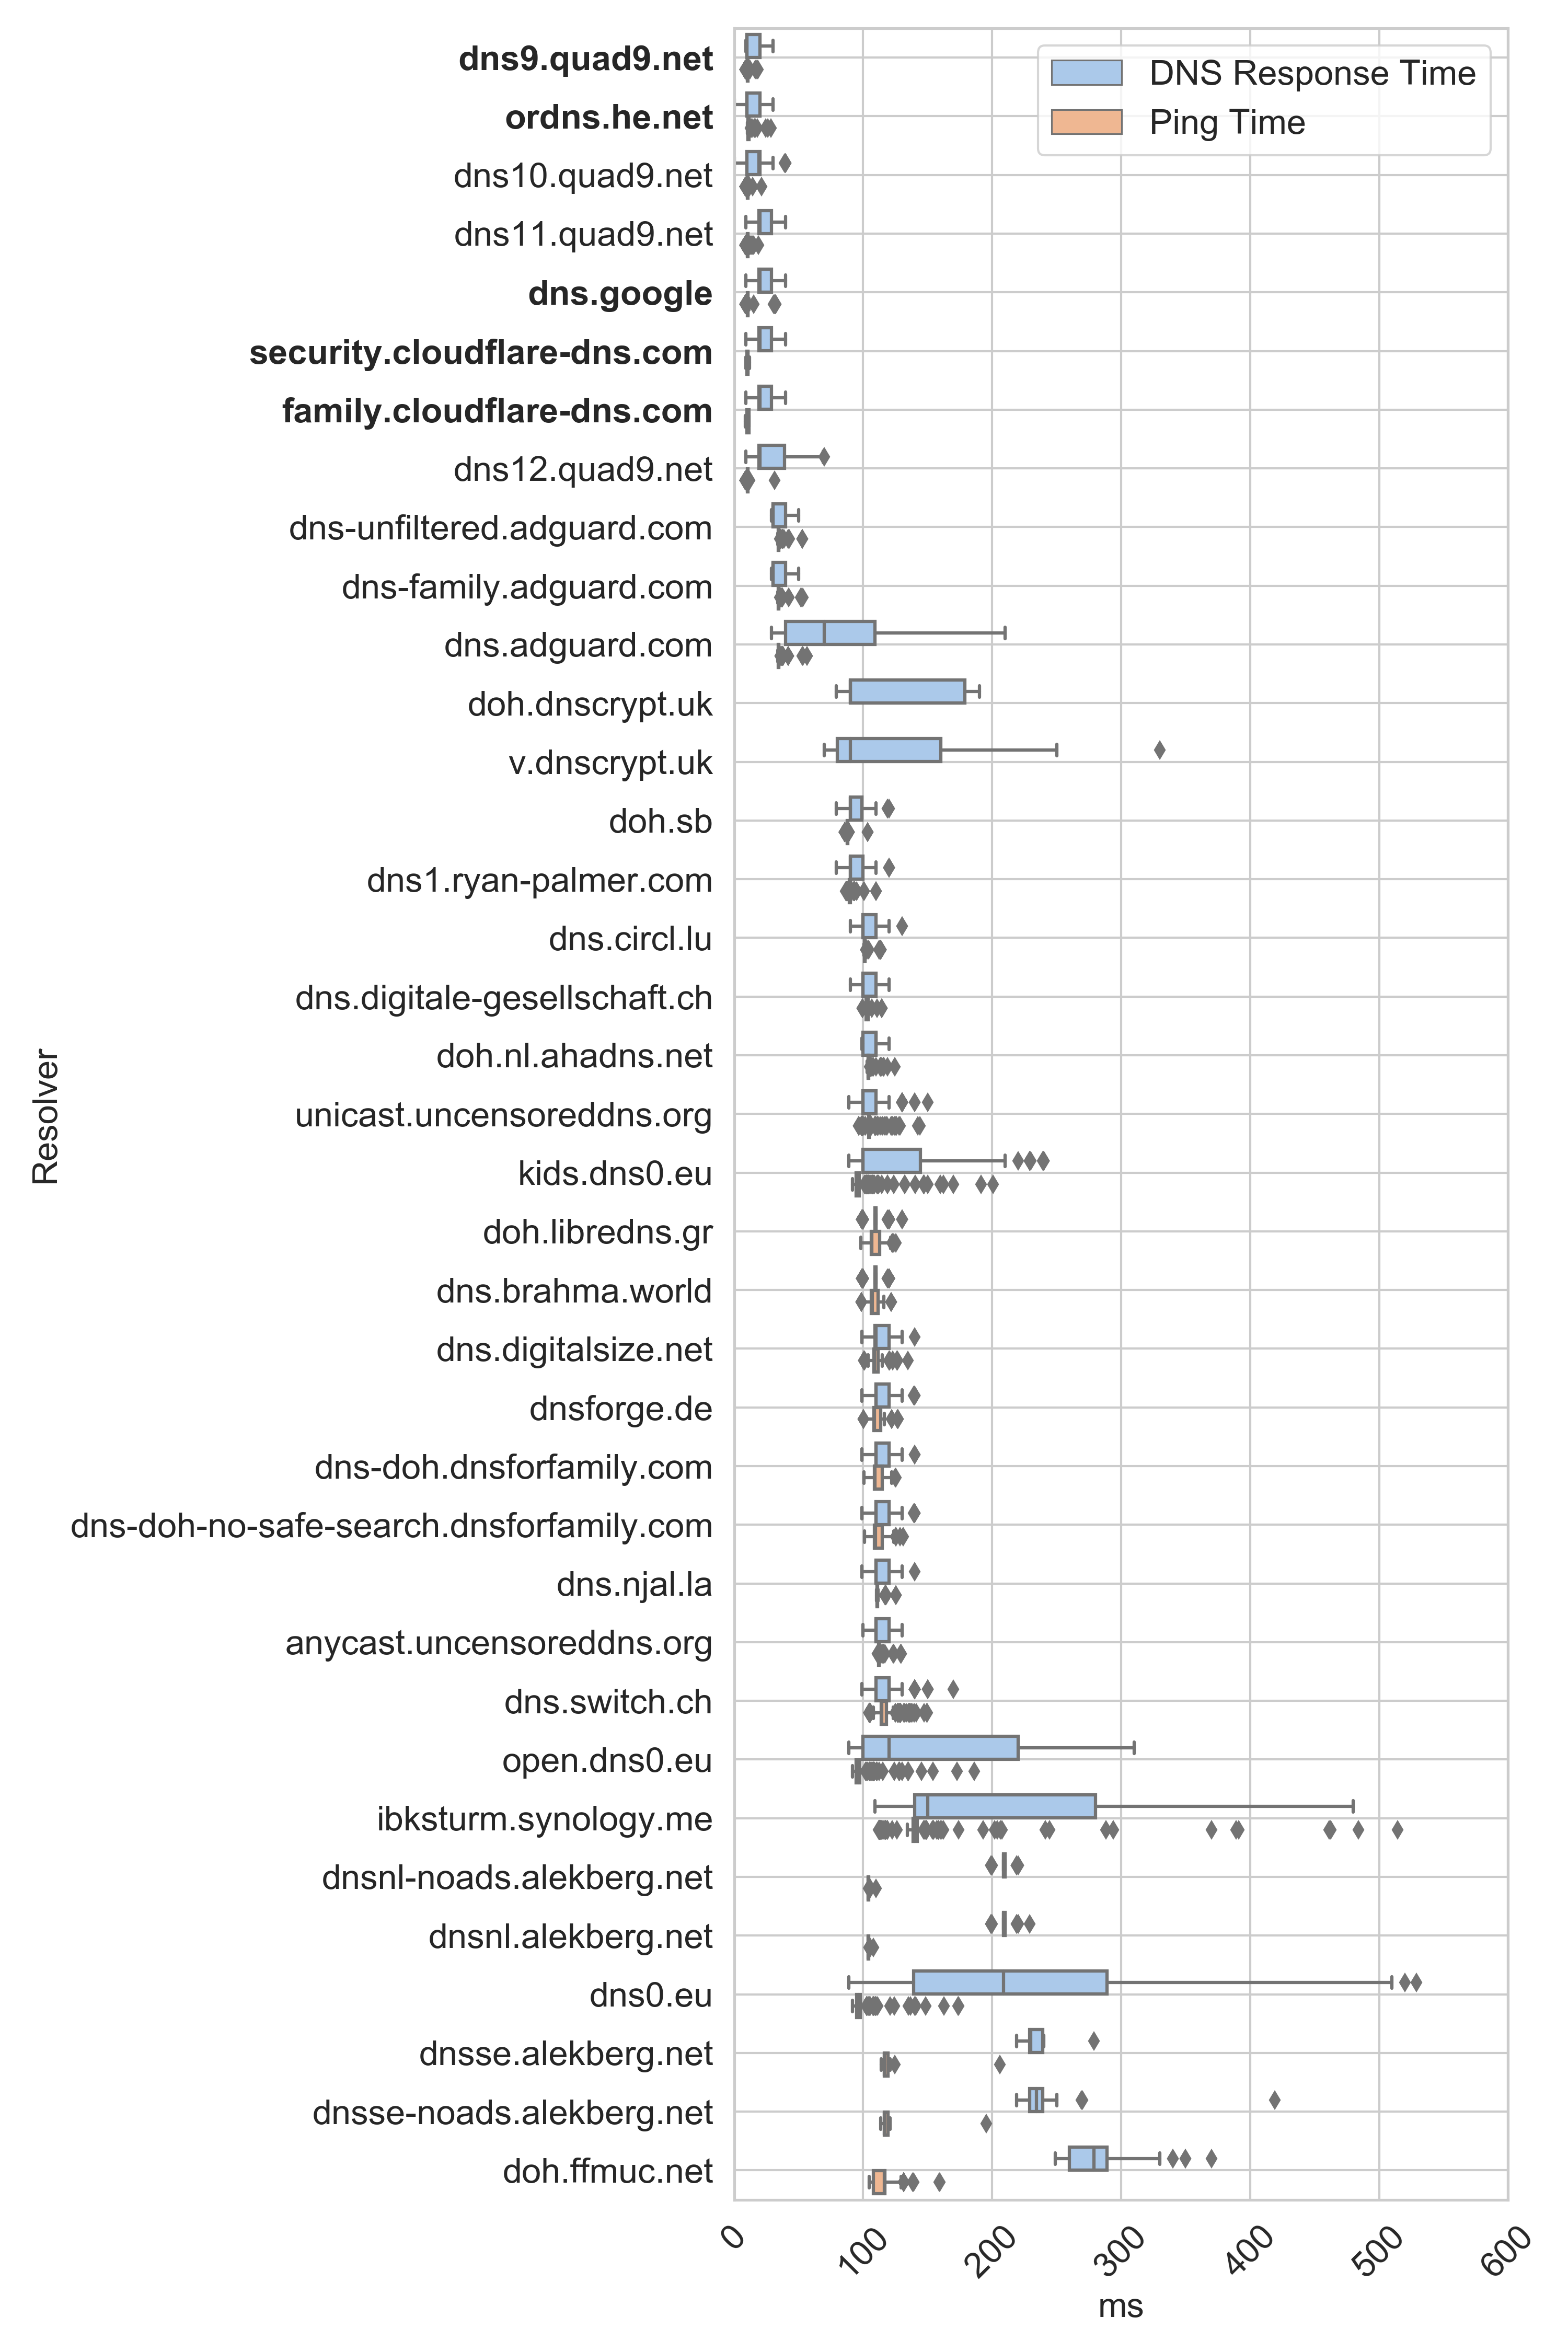 DNS Response Time
Ping Time
Resolver
dns9.quad9.net
ordns.he.net
dns10.quad9.net
dns11.quad9.net
dns.google
security.cloudflare-dns.com
family.cloudflare-dns.com
dns12.quad9.net
dns-unfiltered.adguard.com
dns-family.adguard.com
dns.adguard.com
doh.dnscrypt.uk
v.dnscrypt.uk
doh.sb
dns1.ryan-palmer.com
dns.circl.lu
dns.digitale-gesellschaft.ch
doh.nl.ahadns.net
unicast.uncensoreddns.org
kids.dns0.eu
doh.libredns.gr
dns.brahma.world
dns.digitalsize.net
dnsforge.de
dns-doh.dnsforfamily.com
dns-doh-no-safe-search.dnsforfamily.com
dns.njal.la
anycast.uncensoreddns.org
dns.switch.ch
open.dns0.eu
ibksturm.synology.me
dnsnl-noads.alekberg.net
dnsnl.alekberg.net
dns0.eu
dnsse.alekberg.net
dnsse-noads.alekberg.net
doh.ffmuc.net
0 100 200 300 400 500 600
ms